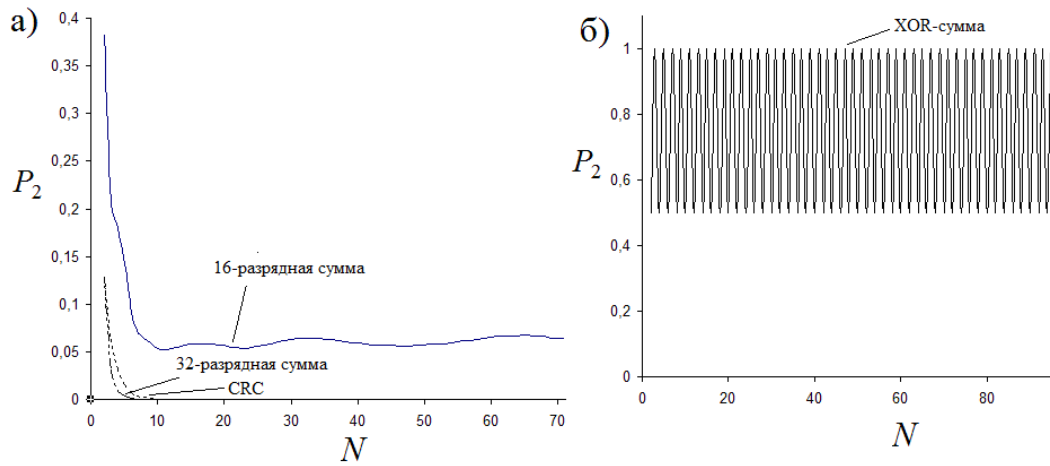 а)
0,4
0,35
0,3
0,25
P₂
0,2
0,15
0,1
0,05
0
16-разрядная сумма
32-разрядная сумма
CRC
0 10 20 30 40 50 60 70
N
б)
XOR-сумма
1
0,8
P₂
0,6
0,4
0,2
0
0 20 40 60 80
N